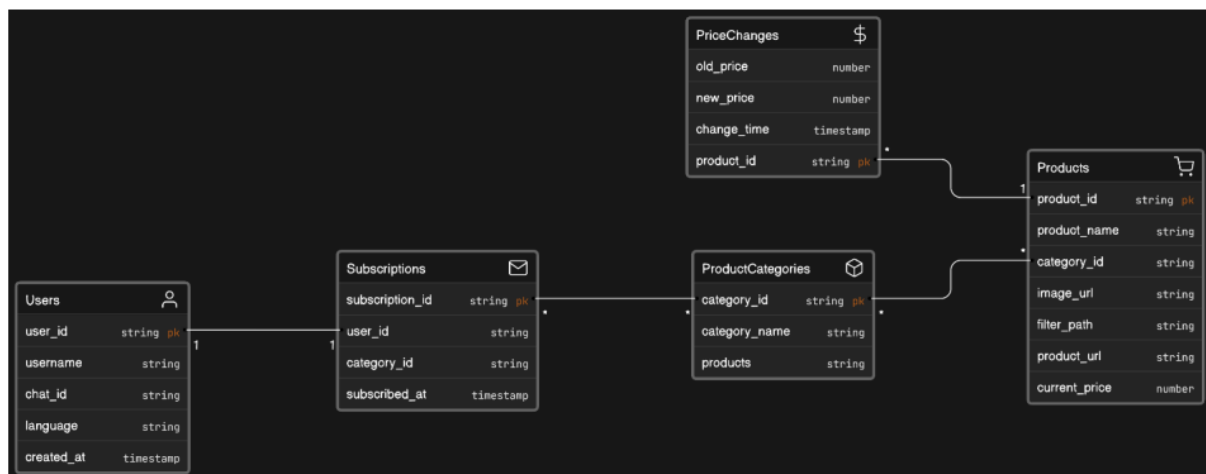 PriceChanges
old_price number
new_price number
change_time timestamp
product_id string pk
*
1
Products
product_id string pk
product_name string
*
category_id string
image_url string
filter_path string
product_url string
current_price number
Subscriptions
subscription_id string pk
*
user_id string
1
category_id string
subscribed_at timestamp
ProductCategories
category_id string pk
*
*
category_name string
products string
Users
user_id string pk
1
username string
chat_id string
language string
created_at timestamp